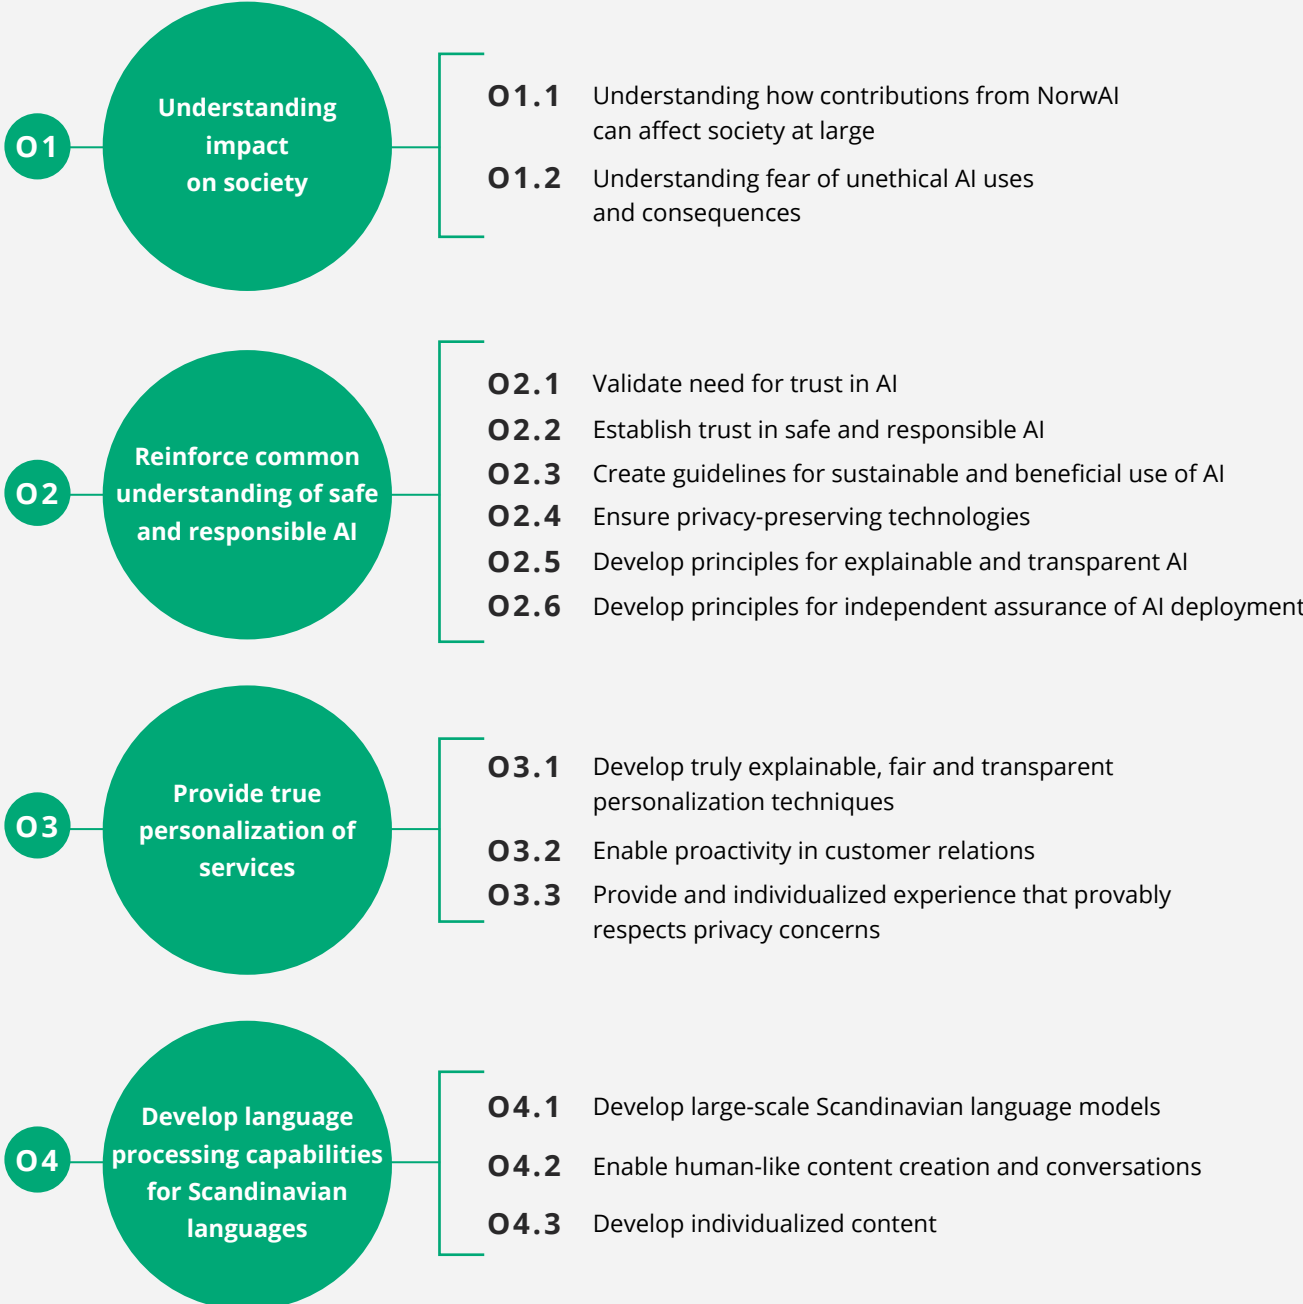 O1
Understanding
impact
on society
O1.1 Understanding how contributions from NorwAI
can affect society at large
O1.2 Understanding fear of unethical AI uses
and consequences
O2
Reinforce common
understanding of safe
and responsible AI
O2.1 Validate need for trust in AI
O2.2 Establish trust in safe and responsible AI
O2.3 Create guidelines for sustainable and beneficial use of AI
O2.4 Ensure privacy-preserving technologies
O2.5 Develop principles for explainable and transparent AI
O2.6 Develop principles for independent assurance of AI deployment
O3
Provide true
personalization of
services
O3.1 Develop truly explainable, fair and transparent
personalization techniques
O3.2 Enable proactivity in customer relations
O3.3 Provide and individualized experience that provably
respects privacy concerns
O4
Develop language
processing capabilities
for Scandinavian
languages
O4.1 Develop large-scale Scandinavian language models
O4.2 Enable human-like content creation and conversations
O4.3 Develop individualized content